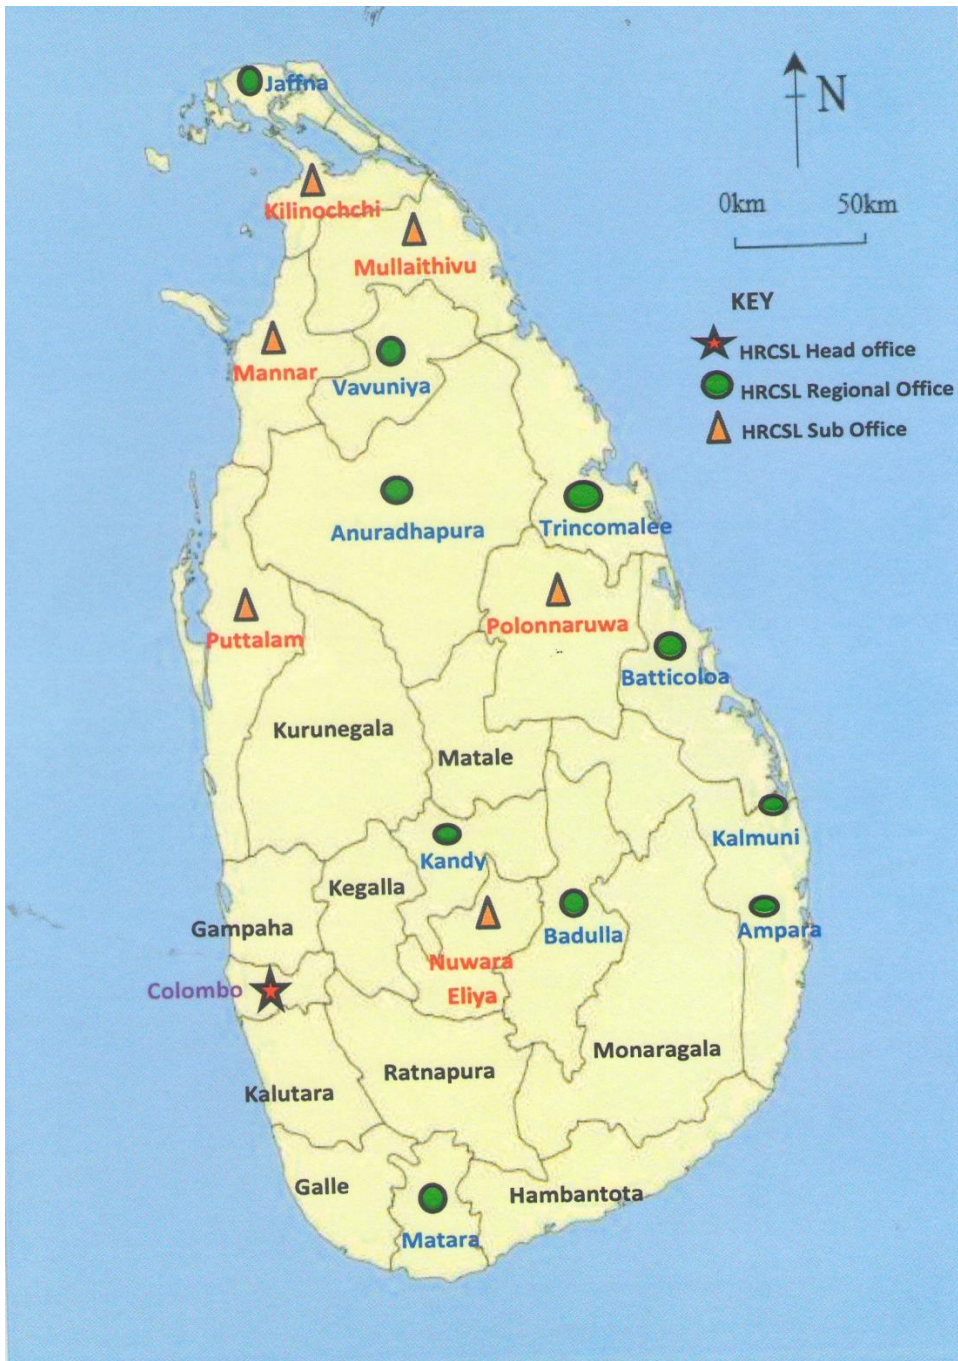 Jaffna
N
Kilinochchi
0km 50km
Mullaithivu
KEY
HRCSL Head office
Mannar
Vavuniya
HRCSL Regional Office
HRCSL Sub Office
Anuradhapura
Trincomalee
Puttalam
Polonnaruwa
Batticoloa
Kurunegala
Matale
Kalmuni
Kandy
Kegalla
Gampaha
Badulla
Ampara
Nuwara
Eliya
Colombo
Monaragala
Ratnapura
Kalutara
Galle
Hambantota
Matara